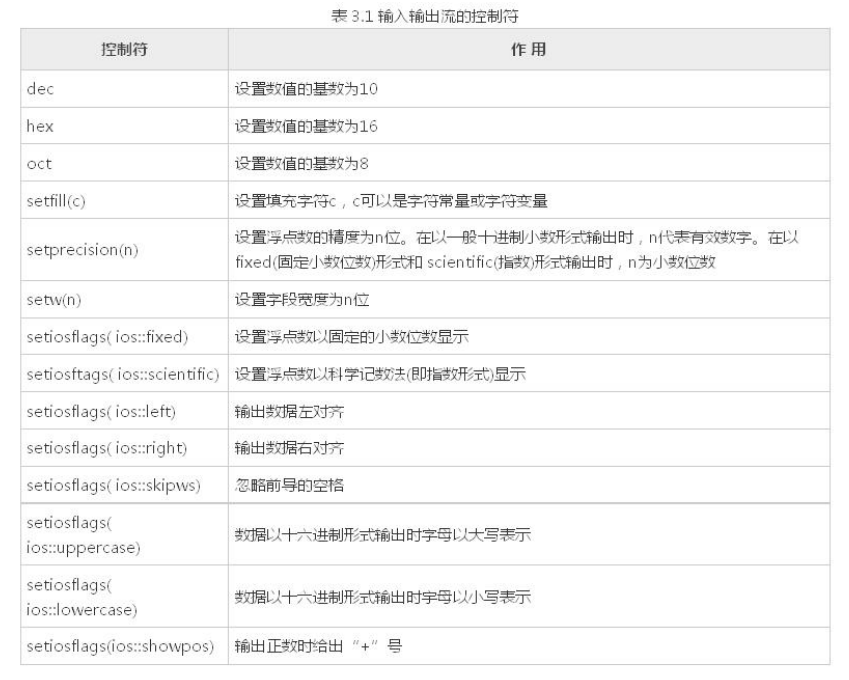 表 3.1 输入输出流的控制符
控制符 作 用
dec 设置数值的基数为10
hex 设置数值的基数为16
oct 设置数值的基数为8
setfill(c) 设置填充字符c，c可以是字符常量或字符变量
setprecision(n) 设置浮点数的精度为n位。在以一般十进制小数形式输出时，n代表有效数字。在以
fixed(固定小数位数)形式和 scientific(指数)形式输出时，n为小数位数
setw(n) 设置字段宽度为n位
setiosflags( ios::fixed) 设置浮点数以固定的小数位数显示
setiosftags( ios::scientific) 设置浮点数以科学记数法(即指数形式)显示
setiosflags( ios::left) 输出数据左对齐
setiosflags( ios::right) 输出数据右对齐
setiosflags( ios::skipws) 忽略前导的空格
setiosflags(
ios::uppercase) 数据以十六进制形式输出时字母以大写表示
setiosflags(
ios::lowercase) 数据以十六进制形式输出时字母以小写表示
setiosflags(ios::showpos) 输出正数时给出“+”号